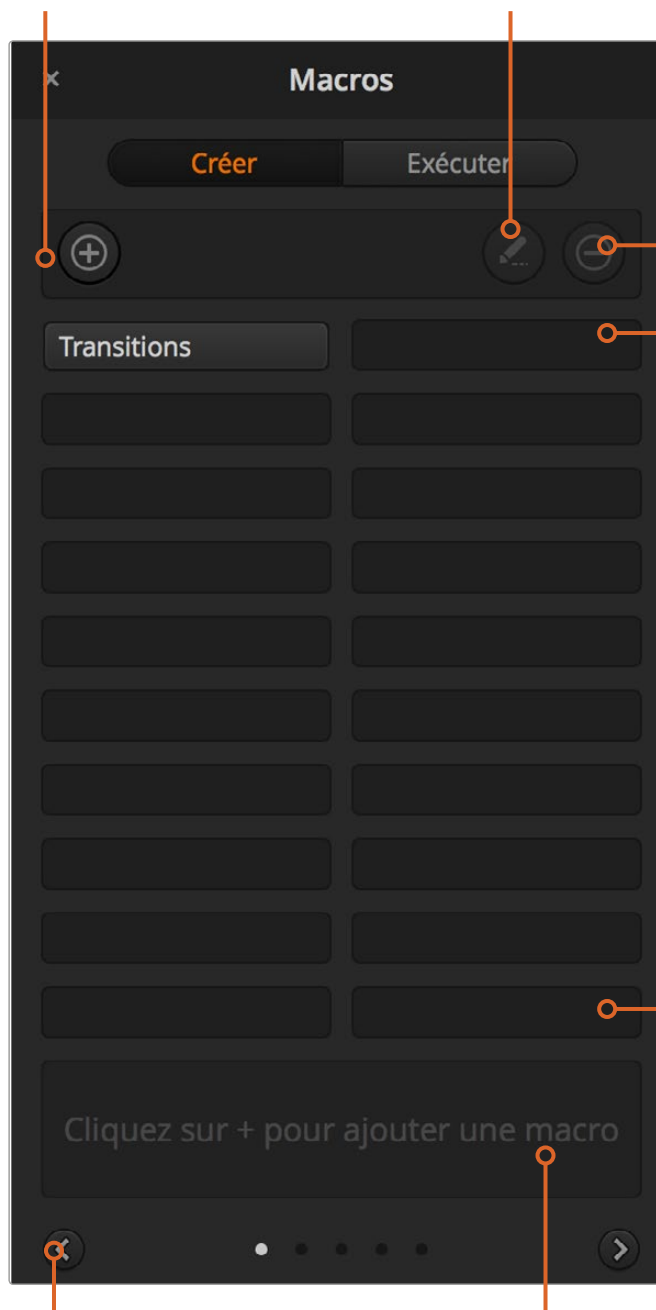 Macros
Créer
Exécuter
Transitions
Cliquez sur + pour ajouter une macro